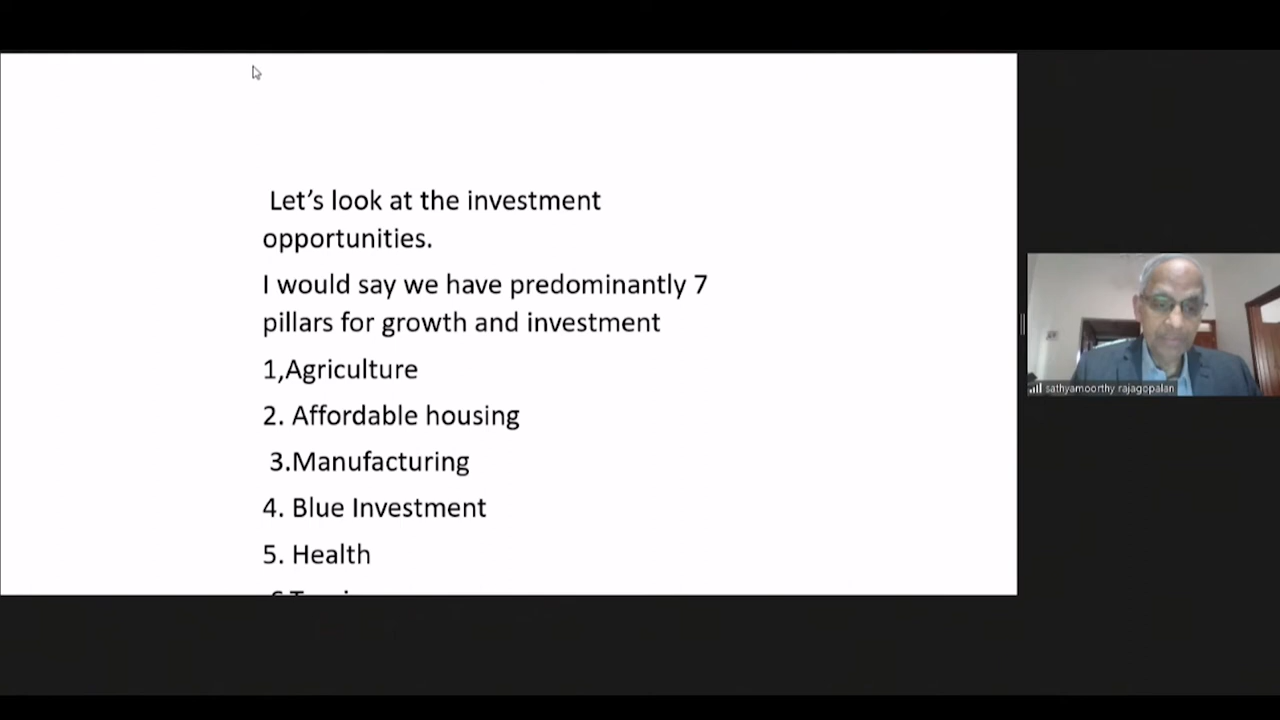 Let’s look at the investment
opportunities.
I would say we have predominantly 7
pillars for growth and investment
1,Agriculture
2. Affordable housing
3.Manufacturing
4. Blue Investment
5. Health
sathyamoorthy rajagopalan